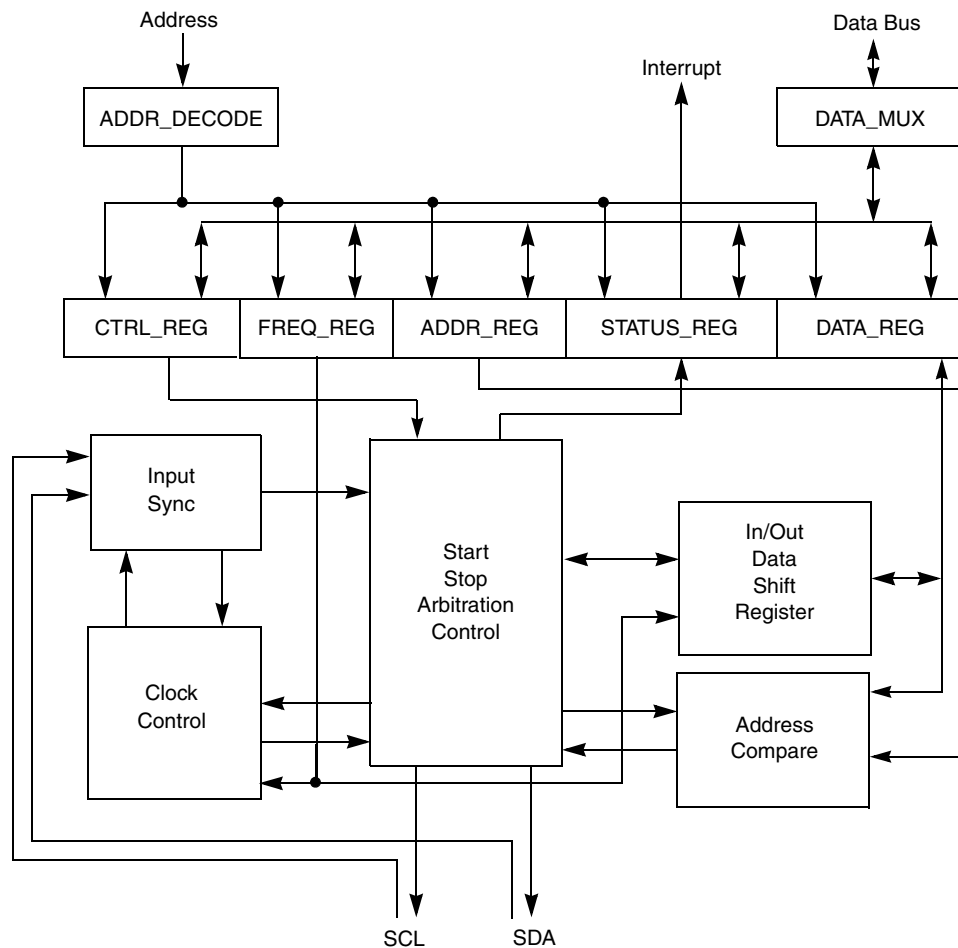 Address
Data Bus
Interrupt
ADDR_DECODE
DATA_MUX
CTRL_REG
FREQ_REG
ADDR_REG
STATUS_REG
DATA_REG
Input
Sync
Start
Stop
Arbitration
Control
In/Out
Data
Shift
Register
Clock
Control
Address
Compare
SCL
SDA